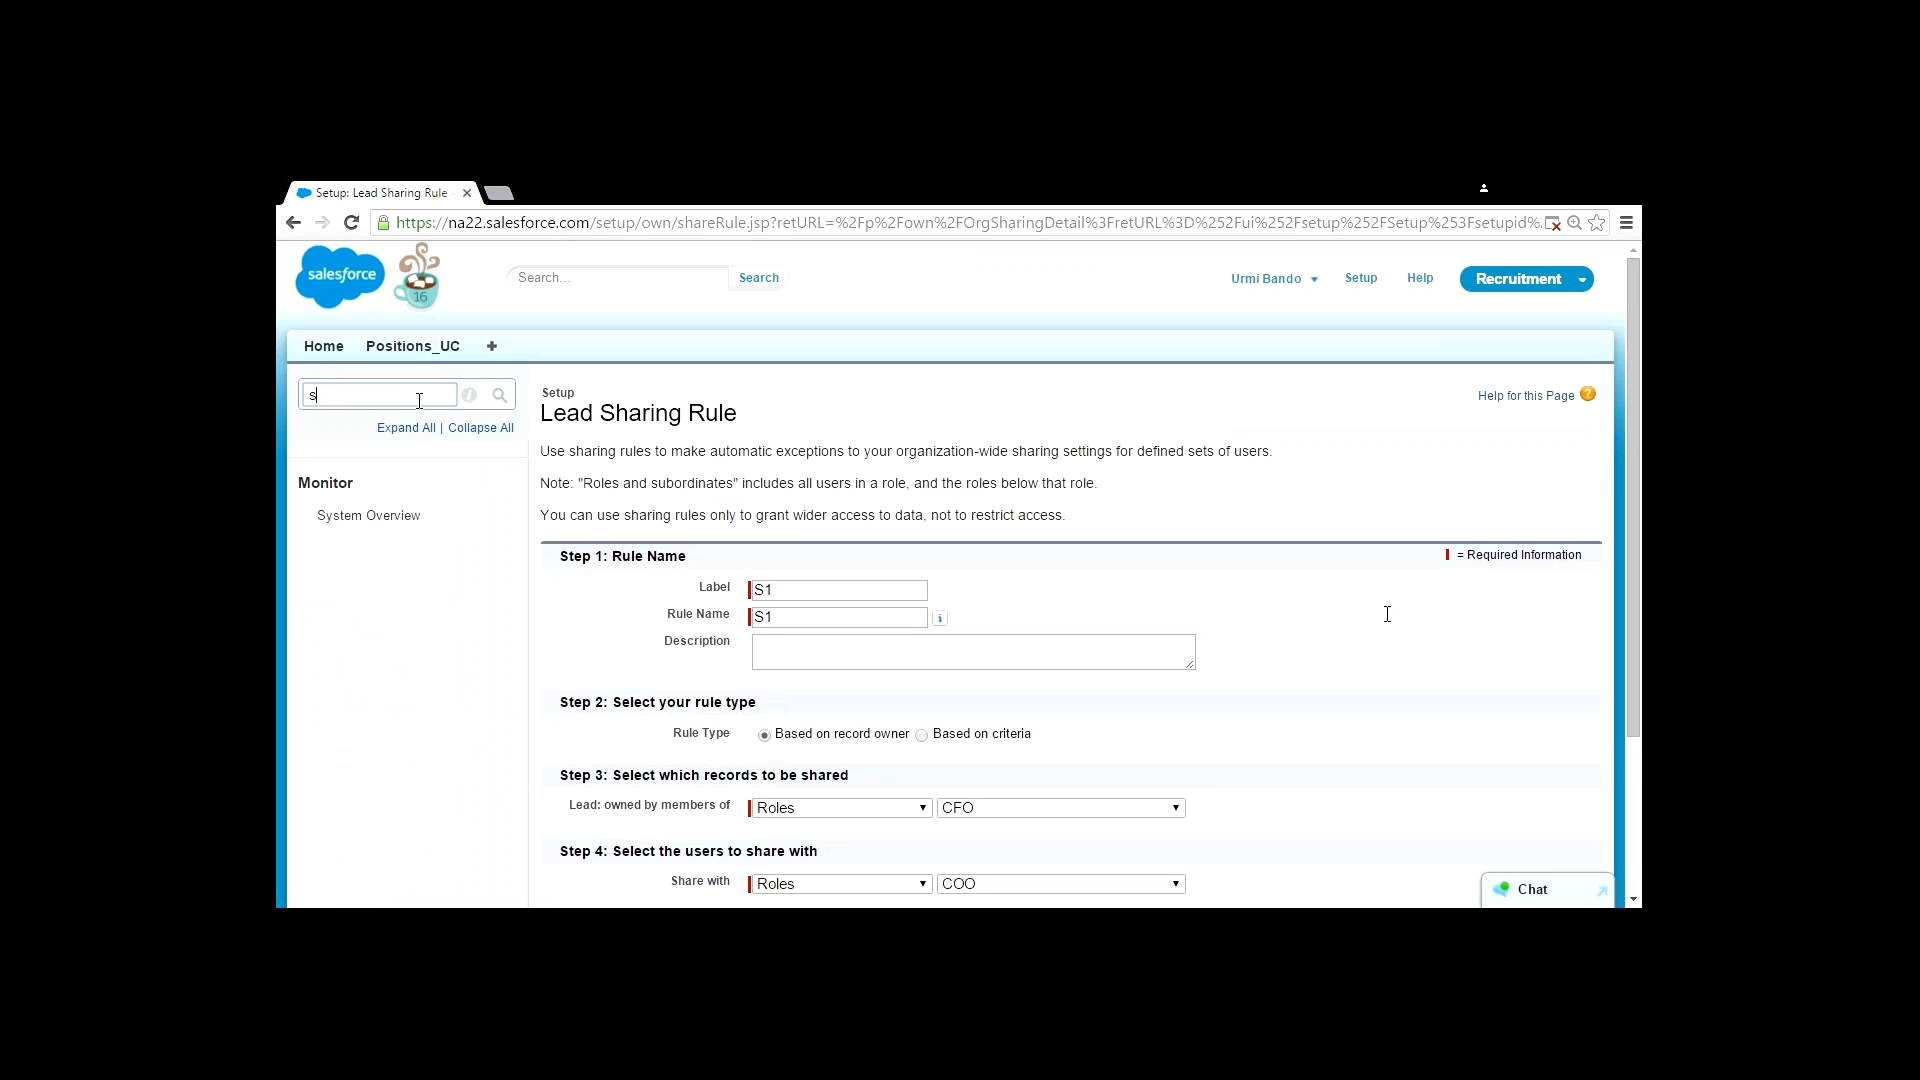 Setup: Lead Sharing Rule
https://na22.salesforce.com/setup/own/shareRule.jsp?retURL=%2Fp%2Fown%2FOrgSharingDetail%3FretURL%3D%252Fui%252Fsetup%252FSetup%253Fsetupid%.
salesforce
16
Search...
Search
Urmi Bando
Setup
Help
Recruitment
Home
Positions_UC
s
Expand All | Collapse All
Monitor
System Overview
Setup
Lead Sharing Rule
Help for this Page
Use sharing rules to make automatic exceptions to your organization-wide sharing settings for defined sets of users.
Note: "Roles and subordinates" includes all users in a role, and the roles below that role.
You can use sharing rules only to grant wider access to data, not to restrict access.
Step 1: Rule Name
= Required Information
Label
S1
Rule Name
S1
Description
Step 2: Select your rule type
Rule Type
Based on record owner
Based on criteria
Step 3: Select which records to be shared
Lead: owned by members of
Roles
CFO
Step 4: Select the users to share with
Share with
Roles
COO
Chat